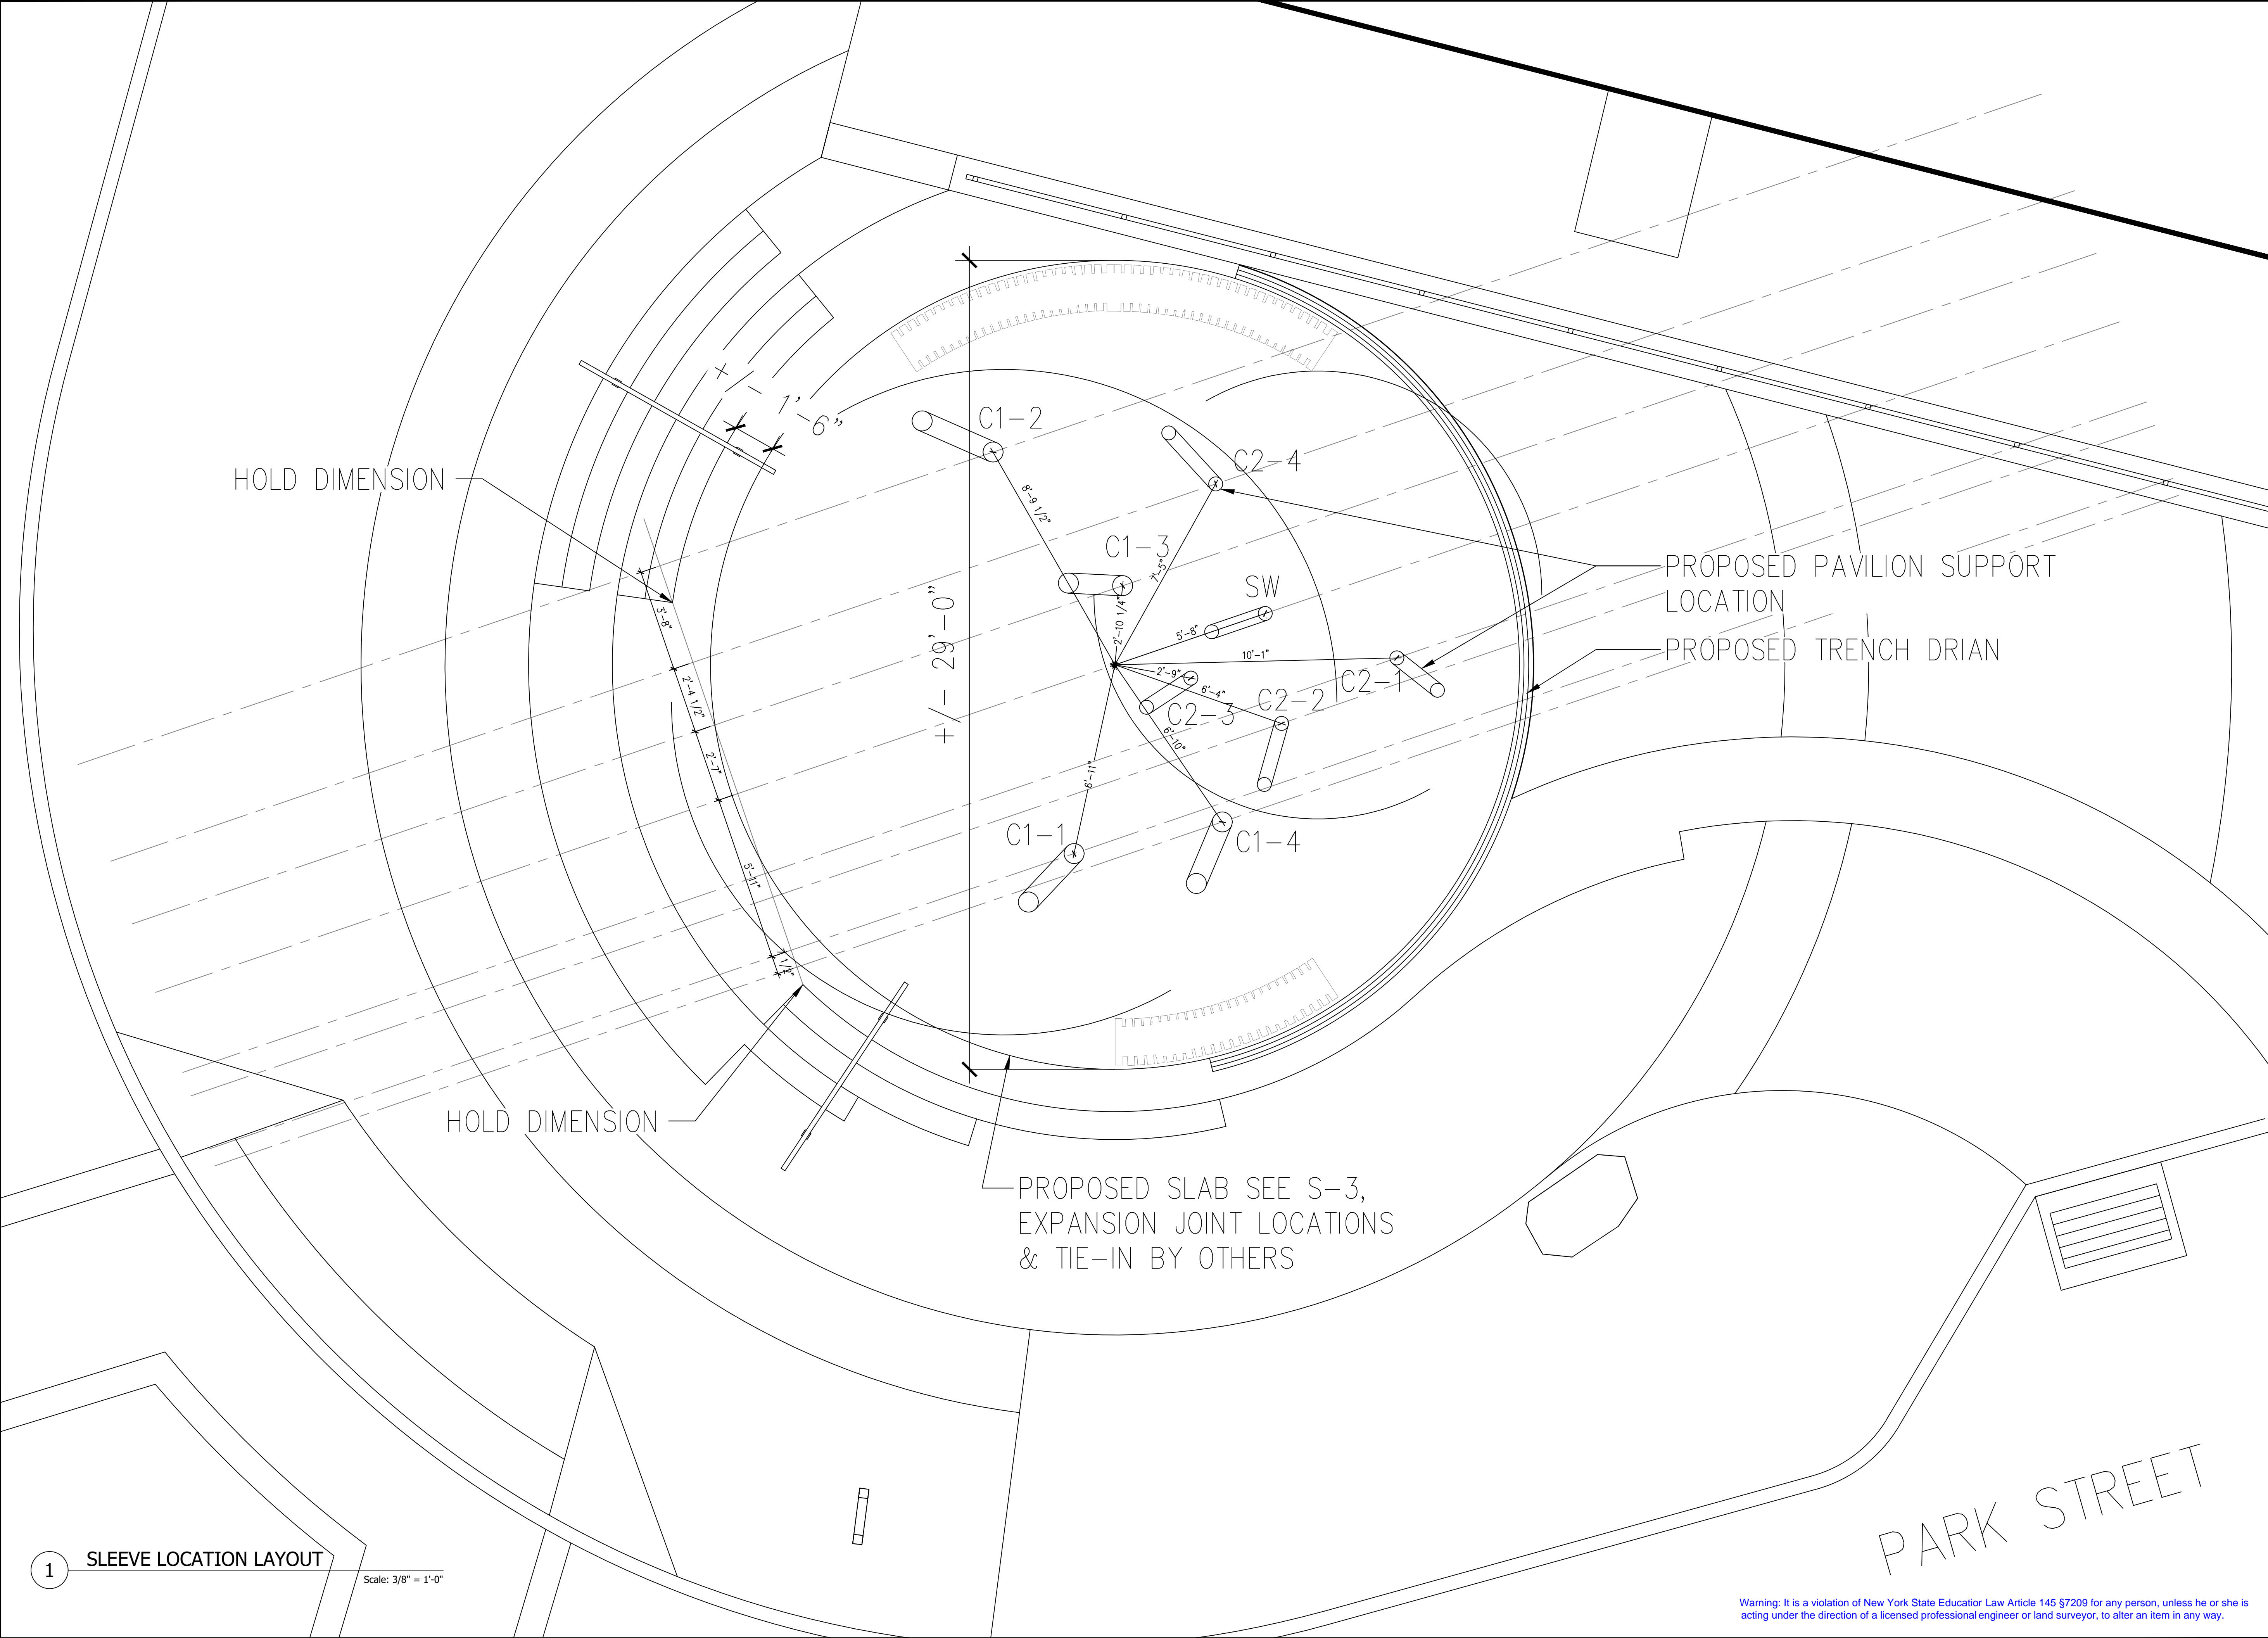 + - 1'-6"
C1-2
C2-4
HOLD DIMENSION
8'-9 1/2"
C1-3
7'-5"
SW
PROPOSED PAVILION SUPPORT
LOCATION
+/- 29'-0"
3'-8"
2'-10 1/4"
5'-8"
10'-1"
PROPOSED TRENCH DRIAN
2'-9"
6'-4"
C2-1
2'-4 1/2"
C2-3
C2-2
6'-10"
2'-7"
6'-11"
C1-1
C1-4
5'-11"
1/2"
HOLD DIMENSION
PROPOSED SLAB SEE S-3,
EXPANSION JOINT LOCATIONS
& TIE-IN BY OTHERS
PARK STREET
1
SLEEVE LOCATION LAYOUT
Scale: 3/8" = 1'-0"
Warning: It is a violation of New York State Educatior Law Article 145 §7209 for any person, unless he or she is
acting under the direction of a licensed professional engineer or land surveyor, to alter an item in any way.